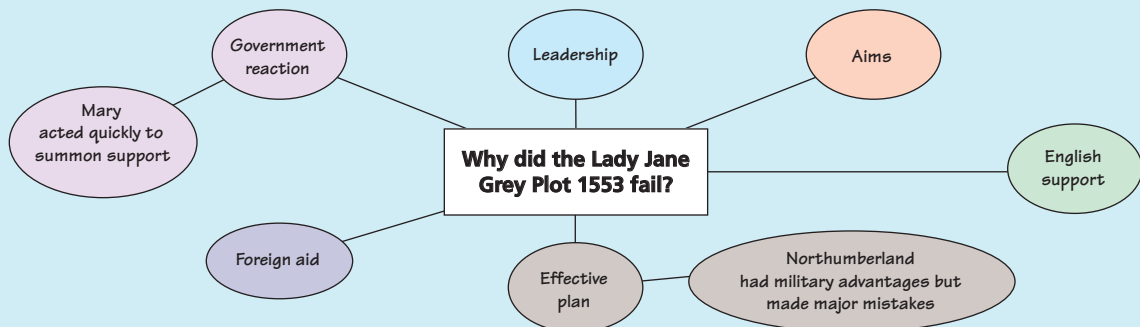 Government
reaction
Leadership
Aims
Mary
acted quickly to
summon support
Why did the Lady Jane
Grey Plot 1553 fail?
English
support
Foreign aid
Effective
plan
Northumberland
had military advantages but
made major mistakes